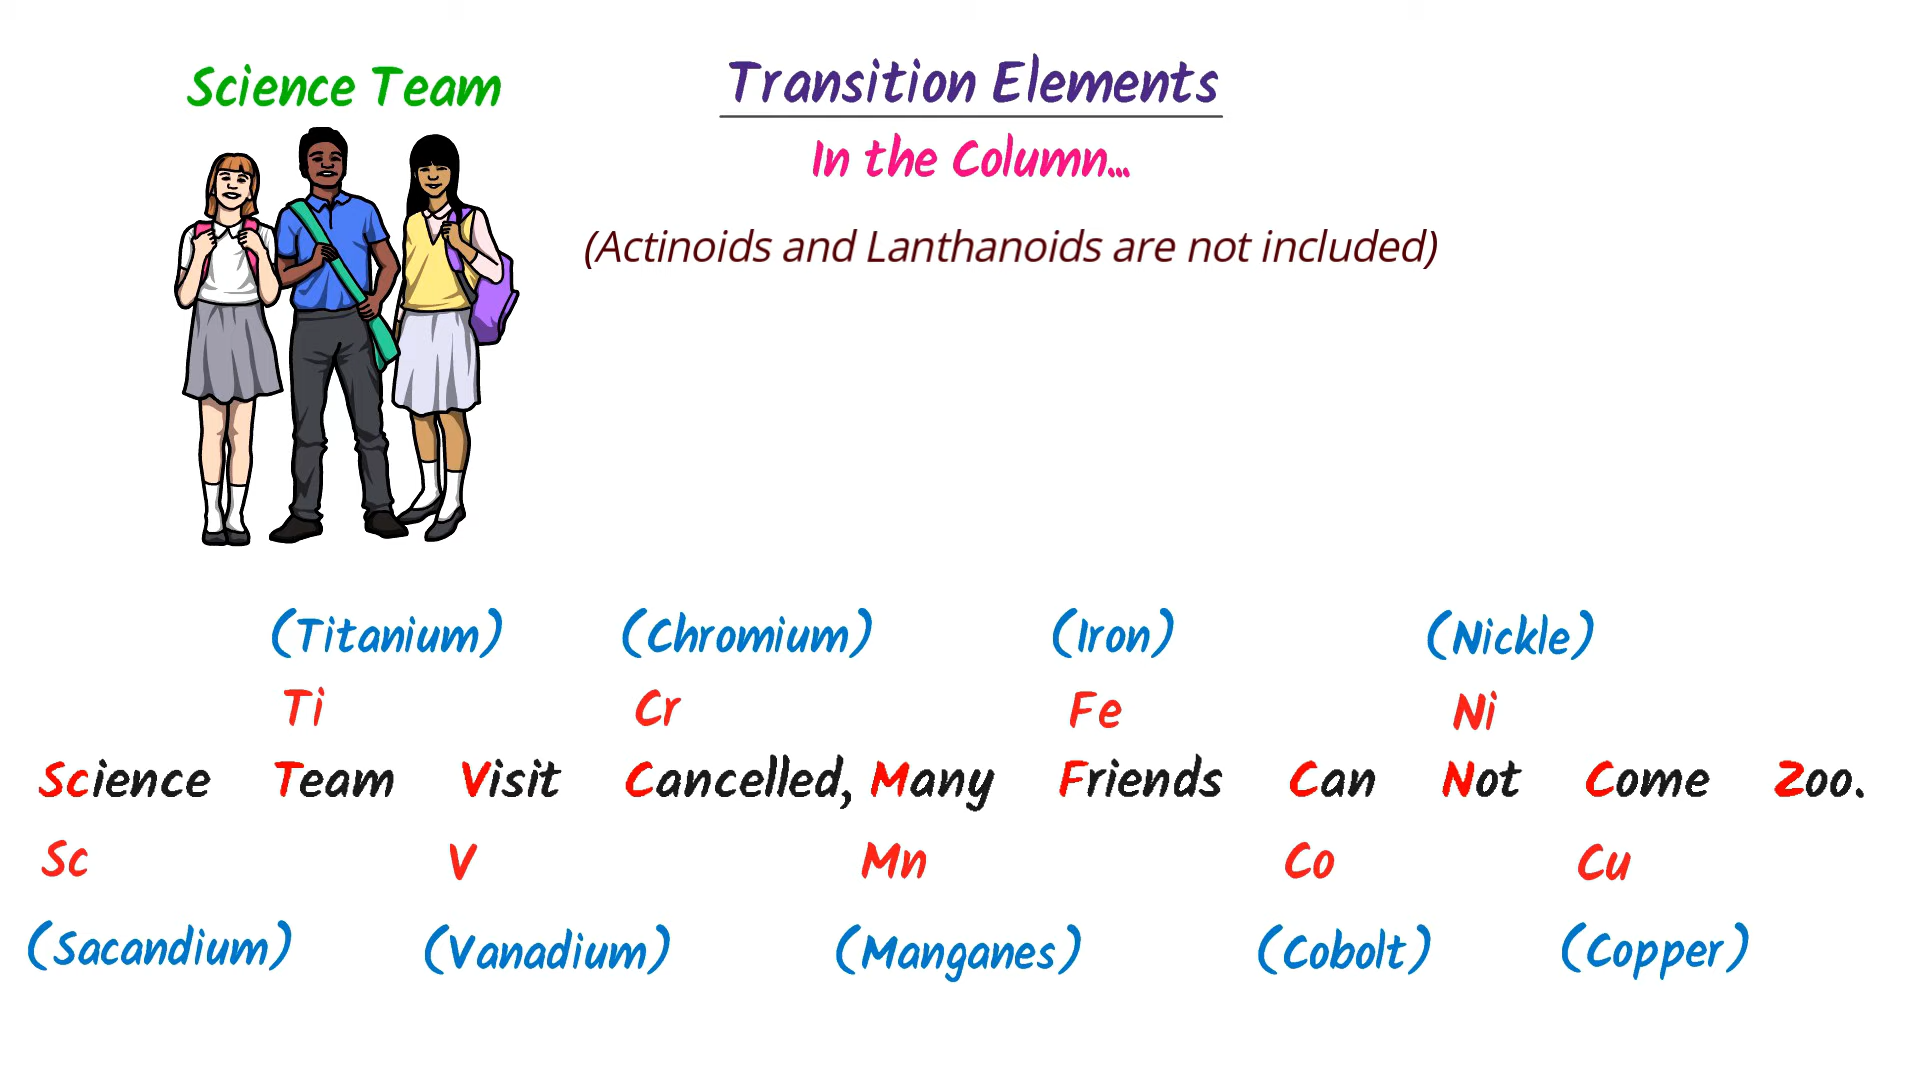 Science Team
Transition Elements
In the Column...
(Actinoids and Lanthanoids are not included)
(Titanium) (Chromium) (Iron) (Nickle)
Ti Cr Fe Ni
Science Team Visit Cancelled, Many Friends Can Not Come Zoo.
Sc V Mn Co Cu
(Sacandium) (Vanadium) (Manganes) (Cobolt) (Copper)